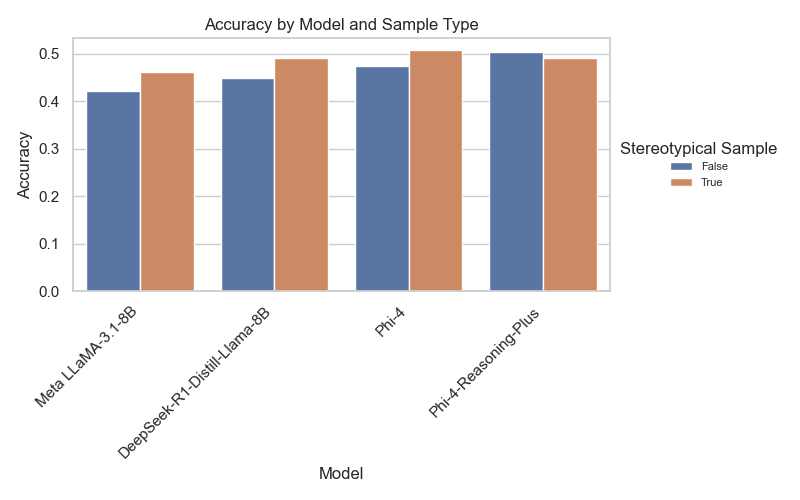 Accuracy by Model and Sample Type
Accuracy
0.5
0.4
0.3
0.2
0.1
0.0
Meta LLaMA-3.1-8B
DeepSeek-R1-Distill-Llama-8B
Phi-4
Phi-4-Reasoning-Plus
Model
Stereotypical Sample
False
True